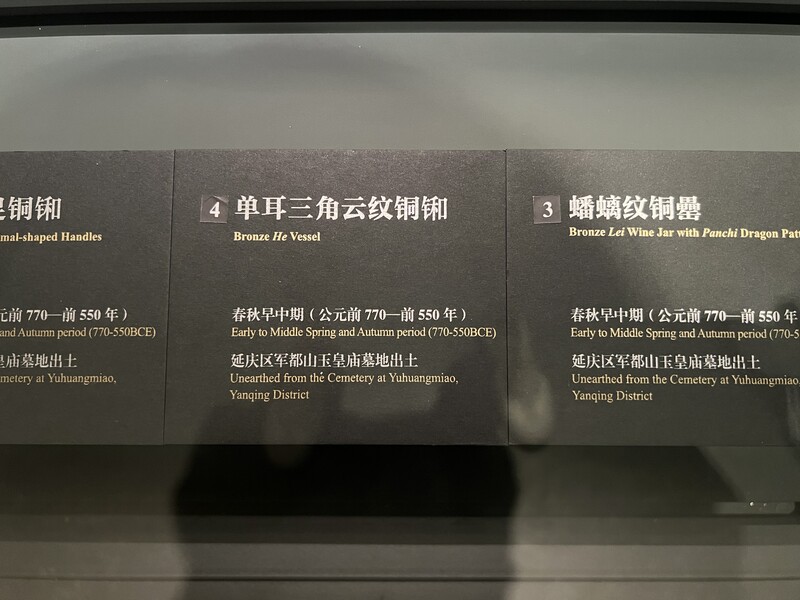 铜𬭁
mal-shaped Handles
元前 770—前 550 年）
and Autumn period (770-550BCE)
皇庙墓地出土
metery at Yuhuangmiao,
4 单耳三角云纹铜𬭁
Bronze He Vessel
春秋早中期（公元前 770—前 550 年）
Early to Middle Spring and Autumn period (770-550BCE)
延庆区军都山玉皇庙墓地出土
Unearthed from the Cemetery at Yuhuangmiao,
Yanqing District
3 蟠螭纹铜罍
Bronze Lei Wine Jar with Panchi Dragon Patt
春秋早中期（公元前 770—前 550 年
Early to Middle Spring and Autumn period (770-5
延庆区军都山玉皇庙墓地出土
Unearthed from the Cemetery at Yuhuangmiao,
Yanqing District